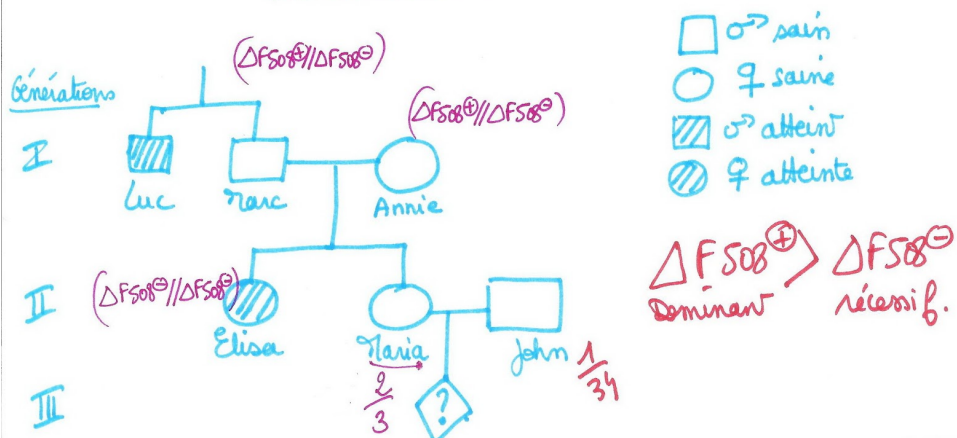 (ΔF508⊕//ΔF508⊖)
♂ sain
Générations
♀ saine
(ΔF508⊕//ΔF508⊖)
I
♂ atteint
♀ atteinte
Luc
Marc
Annie
ΔF508⊕ > ΔF508⊖
Dominant
récessif.
II
(ΔF508⊖//ΔF508⊖)
Elisa
Maria
John
1/34
2/3
III
?